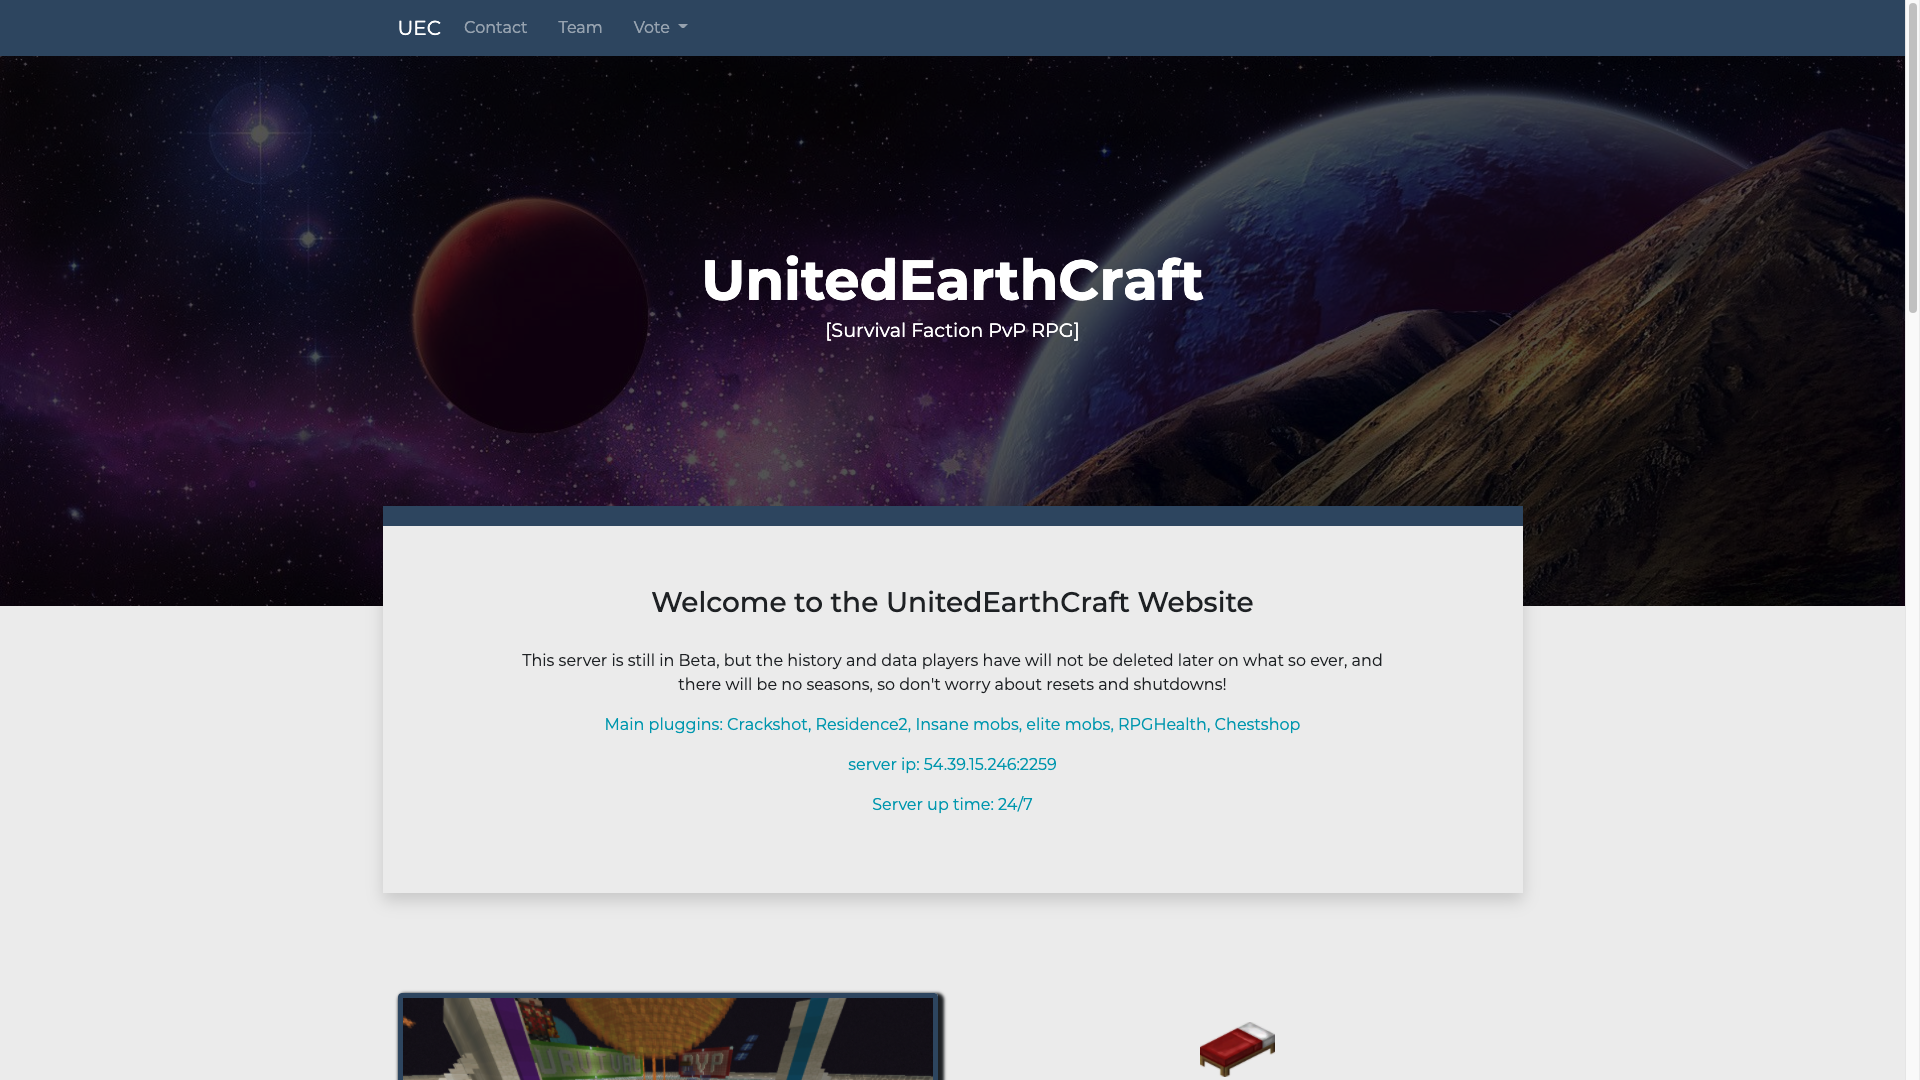 UEC Contact Team Vote
UnitedEarthCraft
[Survival Faction PvP RPG]
Welcome to the UnitedEarthCraft Website
This server is still in Beta, but the history and data players have will not be deleted later on what so ever, and
there will be no seasons, so don't worry about resets and shutdowns!
Main pluggins: Crackshot, Residence2, Insane mobs, elite mobs, RPGHealth, Chestshop
server ip: 54.39.15.246:2259
Server up time: 24/7
PVP